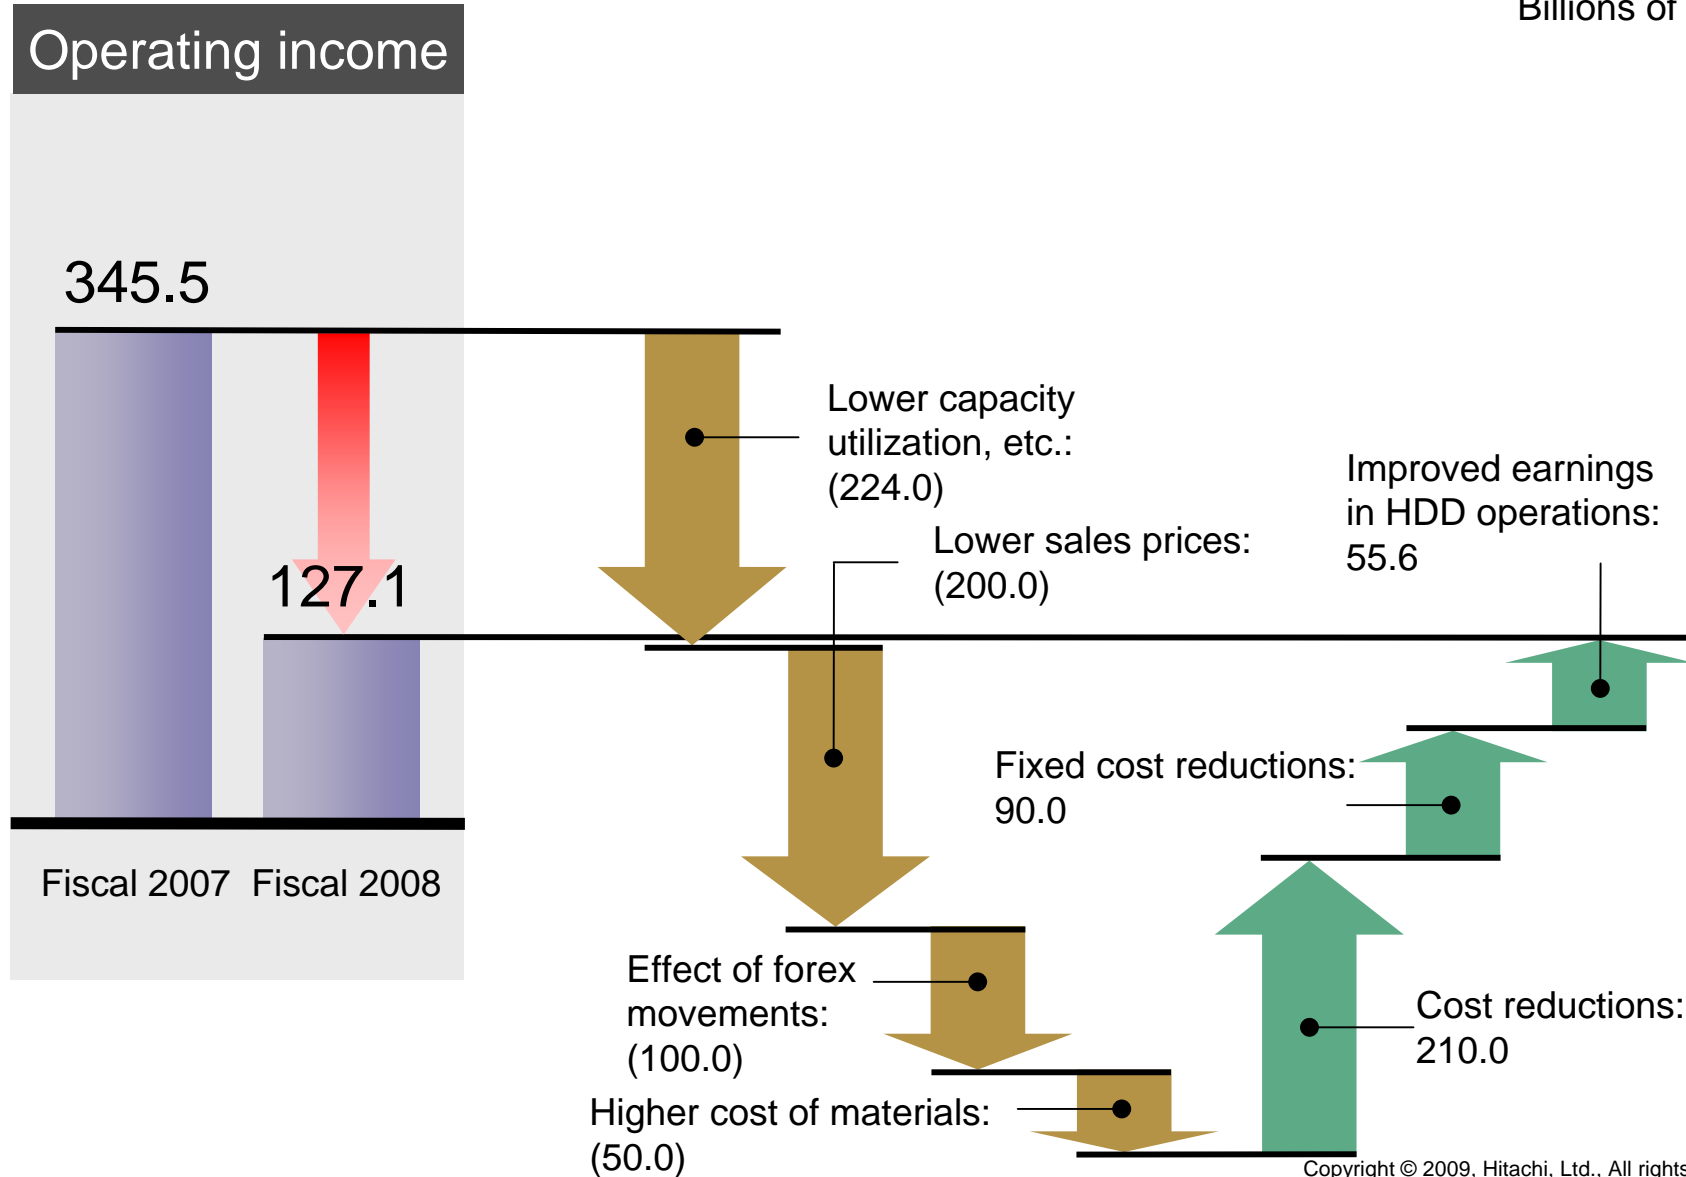 Billions of
Operating income
345.5
127.1
Fiscal 2007 Fiscal 2008
Lower capacity
utilization, etc.:
(224.0)
Lower sales prices:
(200.0)
Improved earnings
in HDD operations:
55.6
Fixed cost reductions:
90.0
Effect of forex
movements:
(100.0)
Cost reductions:
210.0
Higher cost of materials:
(50.0)
Copyright © 2009, Hitachi, Ltd., All rights